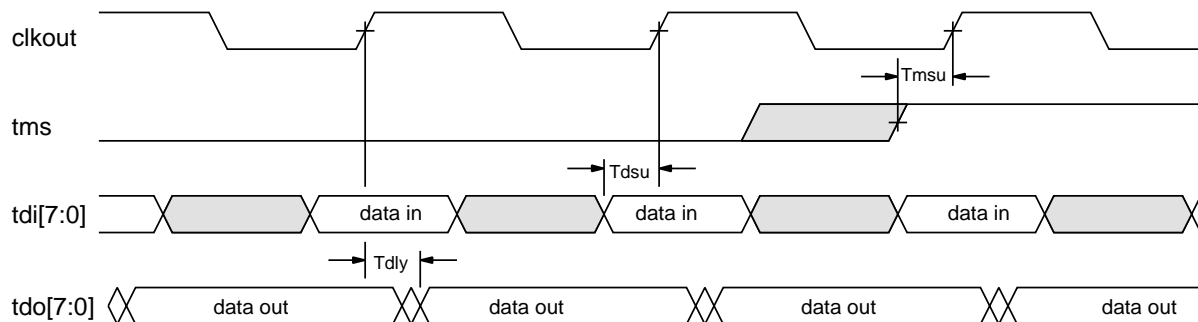 clkout
Tmsu
tms
Tdsu
tdi[7:0] data in data in data in
Tdly
tdo[7:0] data out data out data out data out